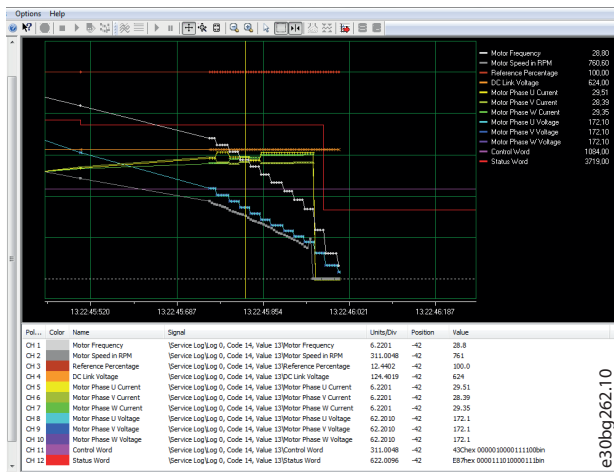 Options Help
Motor Frequency 28,80
Motor Speed in RPM 760,60
Reference Percentage 100,00
DC Link Voltage 624,00
Motor Phase U Current 29,51
Motor Phase V Current 28,39
Motor Phase W Current 29,35
Motor Phase U Voltage 172,10
Motor Phase V Voltage 172,10
Motor Phase W Voltage 172,10
Control Word 1084,00
Status Word 3719,00
13:22:45.520 13:22:45.687 13:22:45.854 13:22:46.021 13:22:46.187
Pol... Color Name Signal Units/Div Position Value
CH 1 Motor Frequency \Service Log\Log 0, Code 14, Value 13\Motor Frequency 6.2201 -42 28.8
CH 2 Motor Speed in RPM \Service Log\Log 0, Code 14, Value 13\Motor Speed in RPM 311.0048 -42 761
CH 3 Reference Percentage \Service Log\Log 0, Code 14, Value 13\Reference Percentage 12.4402 -42 100.0
CH 4 DC Link Voltage \Service Log\Log 0, Code 14, Value 13\DC Link Voltage 124.4019 -42 624
CH 5 Motor Phase U Current \Service Log\Log 0, Code 14, Value 13\Motor Phase U Current 6.2201 -42 29.51
CH 6 Motor Phase V Current \Service Log\Log 0, Code 14, Value 13\Motor Phase V Current 6.2201 -42 28.39
CH 7 Motor Phase W Current \Service Log\Log 0, Code 14, Value 13\Motor Phase W Current 6.2201 -42 29.35
CH 8 Motor Phase U Voltage \Service Log\Log 0, Code 14, Value 13\Motor Phase U Voltage 62.2010 -42 172.1
CH 9 Motor Phase V Voltage \Service Log\Log 0, Code 14, Value 13\Motor Phase V Voltage 62.2010 -42 172.1
CH 10 Motor Phase W Voltage \Service Log\Log 0, Code 14, Value 13\Motor Phase W Voltage 62.2010 -42 172.1
CH 11 Control Word \Service Log\Log 0, Code 14, Value 13\Control Word 311.0048 -42 43Chex 0000010000111100bin
CH 12 Status Word \Service Log\Log 0, Code 14, Value 13\Status Word 622.0096 -42 E87hex 0000111010000111bin
e30bg262.10